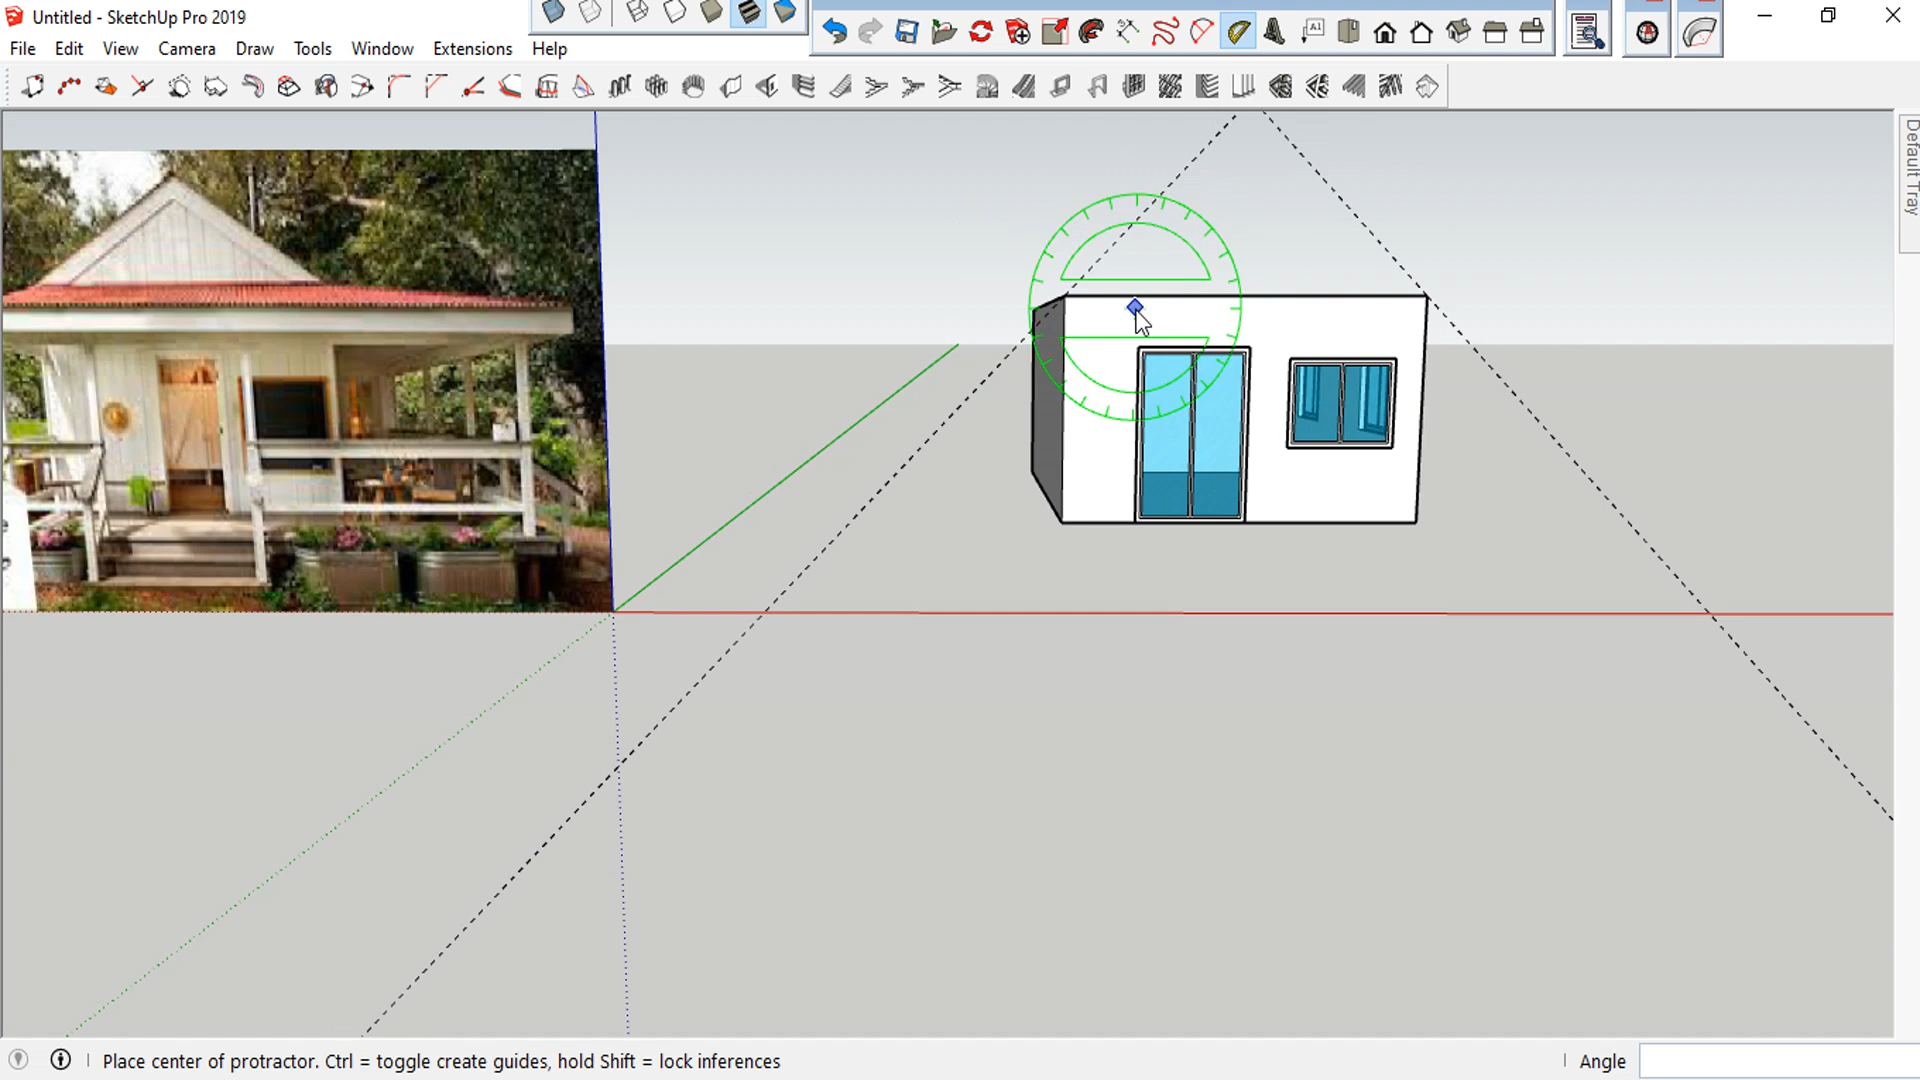 Untitled - SketchUp Pro 2019
File Edit View Camera Draw Tools Window Extensions Help
A1
Default Tray
Place center of protractor. Ctrl = toggle create guides, hold Shift = lock inferences
Angle